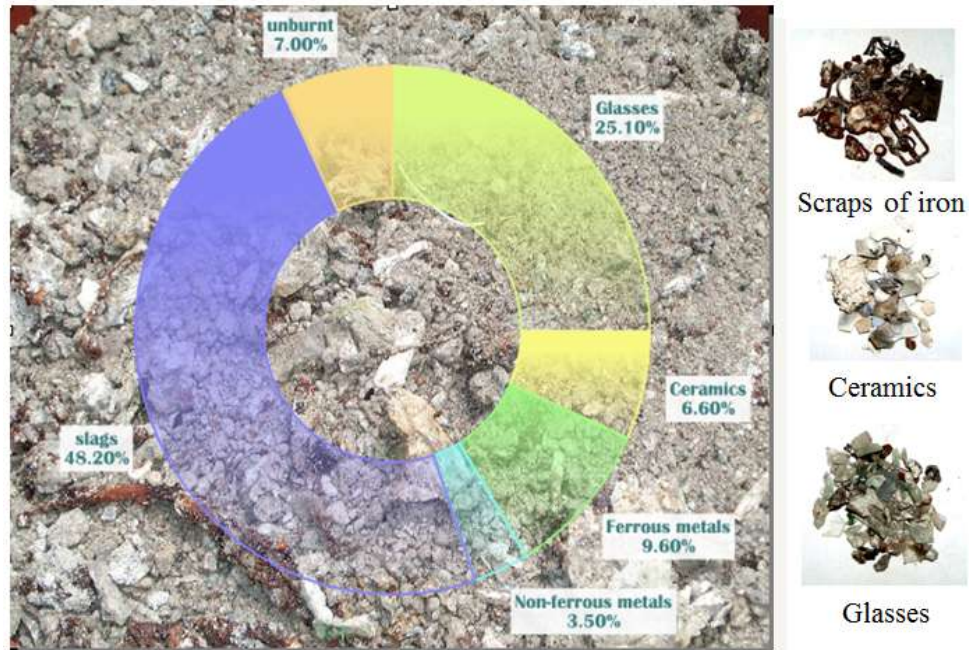 unburnt
7.00%
Glasses
25.10%
Ceramics
6.60%
Ferrous metals
9.60%
Non-ferrous metals
3.50%
slags
48.20%
Scraps of iron
Ceramics
Glasses